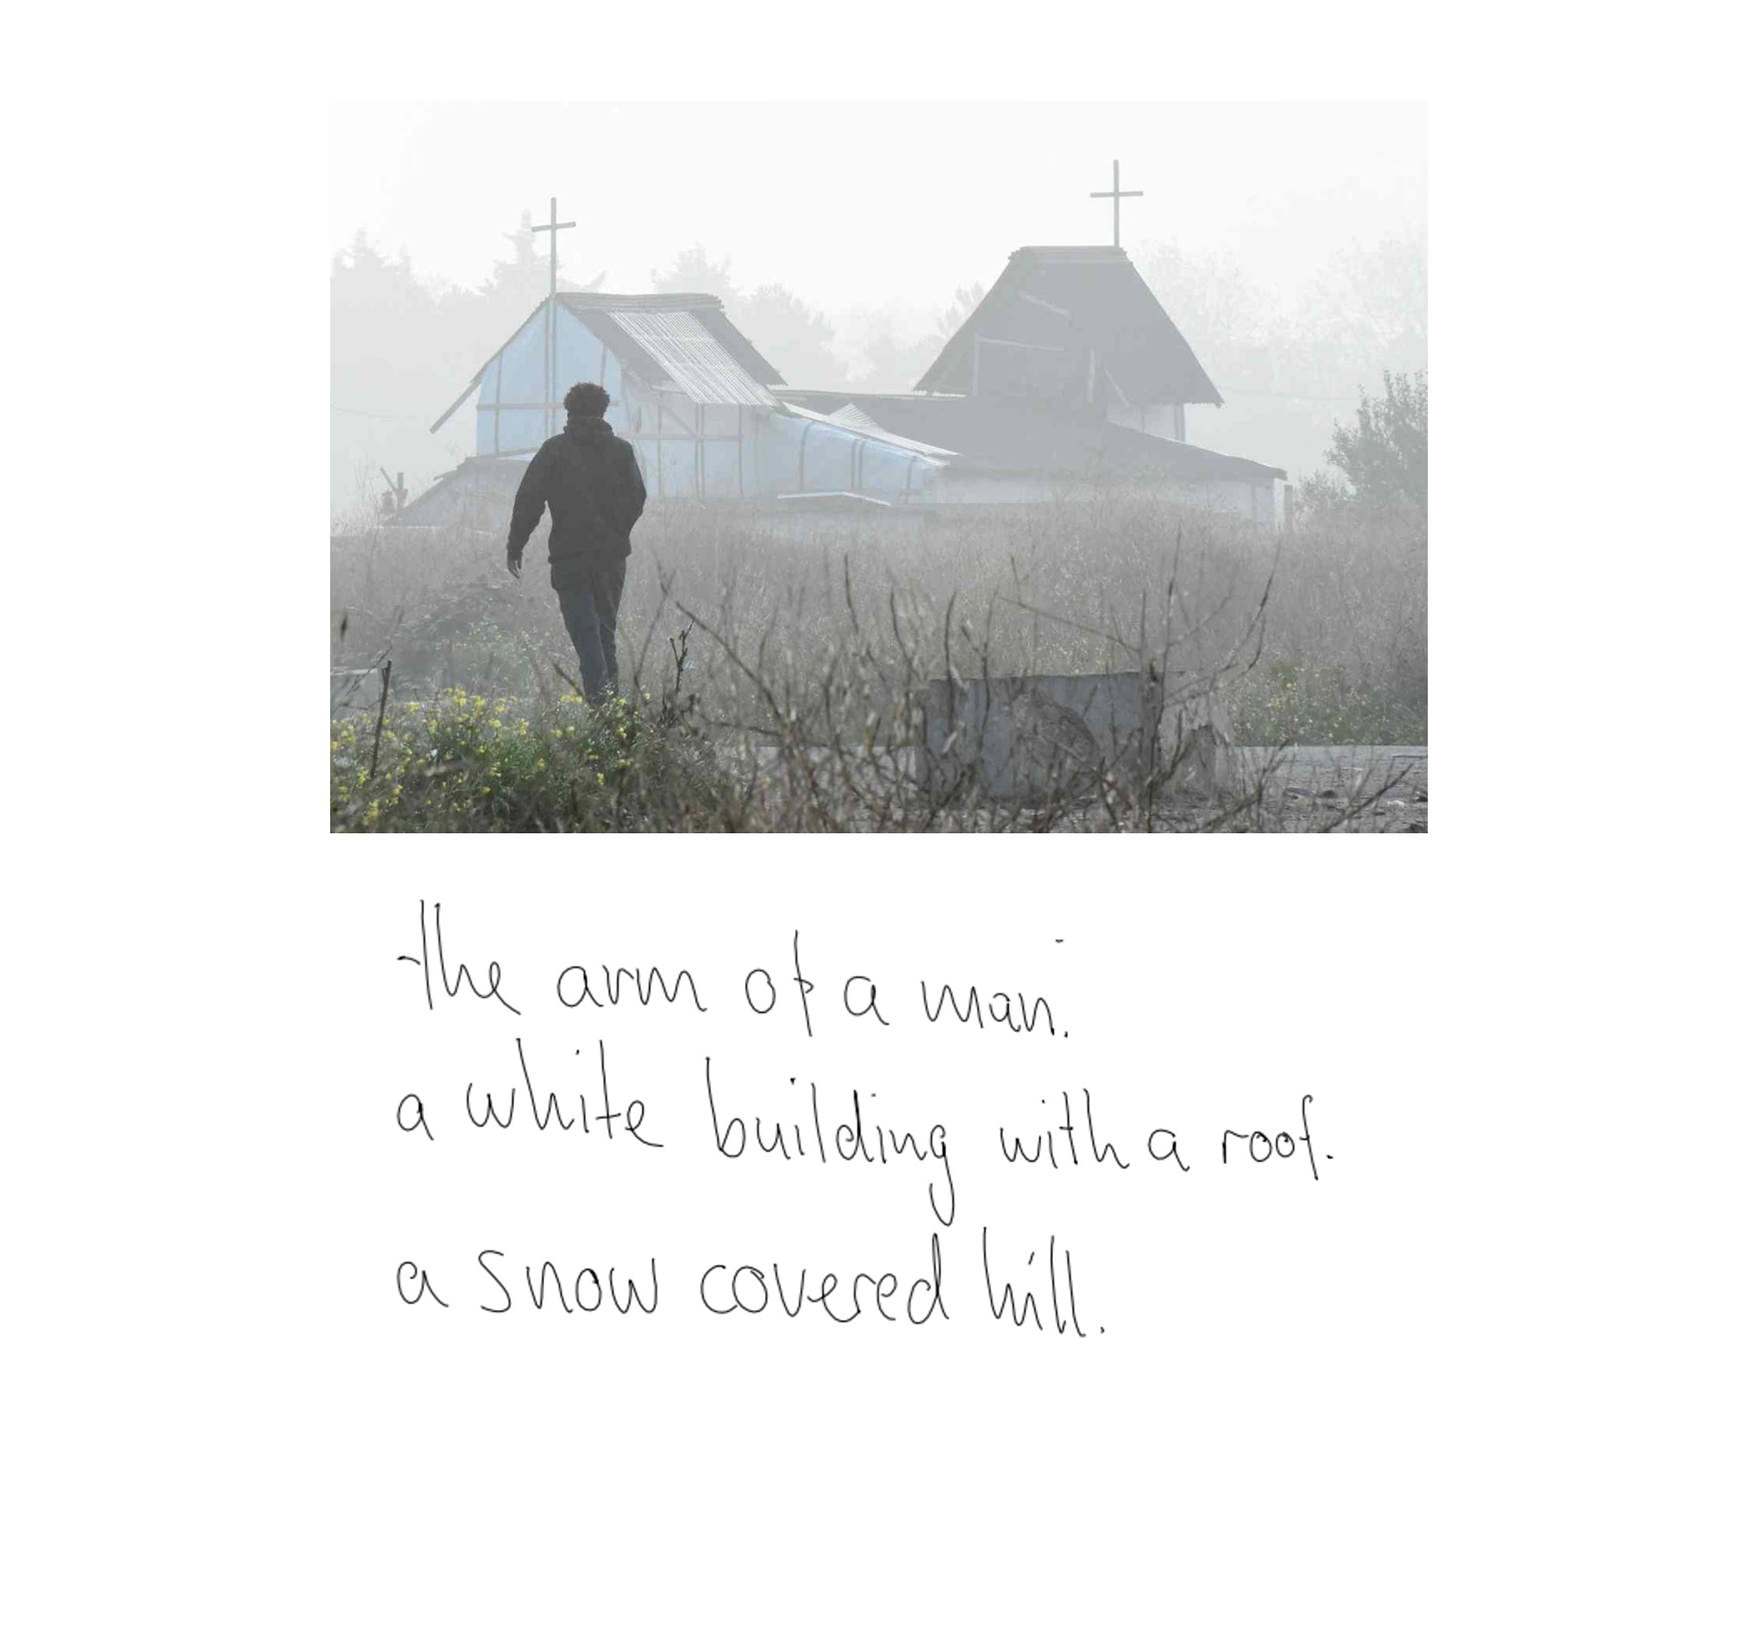 the arm of a man.
a white building with a roof.
a snow covered hill.